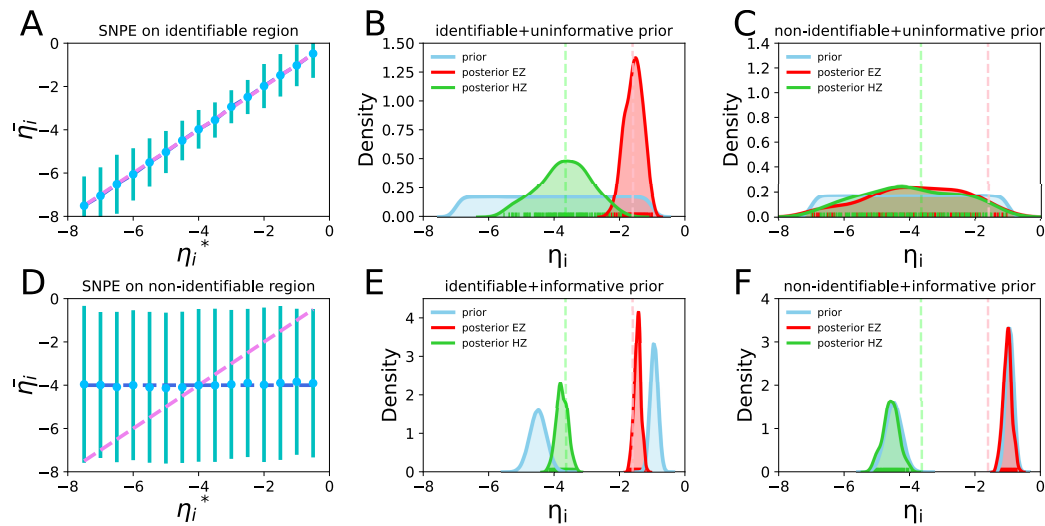 A
SNPE on identifiable region
0
−2
−4
−6
−8
−8
−6
−4
−2
0
η̄i
ηi*
B
identifiable+uninformative prior
1.50
1.25
1.00
0.75
0.50
0.25
0.00
−8
−6
−4
−2
0
Density
ηi
prior
posterior EZ
posterior HZ
C
non-identifiable+uninformative prior
1.4
1.2
1.0
0.8
0.6
0.4
0.2
0.0
−8
−6
−4
−2
0
Density
ηi
prior
posterior EZ
posterior HZ
D
SNPE on non-identifiable region
0
−2
−4
−6
−8
−8
−6
−4
−2
0
η̄i
ηi*
E
identifiable+informative prior
4
3
2
1
0
−8
−6
−4
−2
0
Density
ηi
prior
posterior EZ
posterior HZ
F
non-identifiable+informative prior
4
3
2
1
0
−8
−6
−4
−2
0
Density
ηi
prior
posterior EZ
posterior HZ